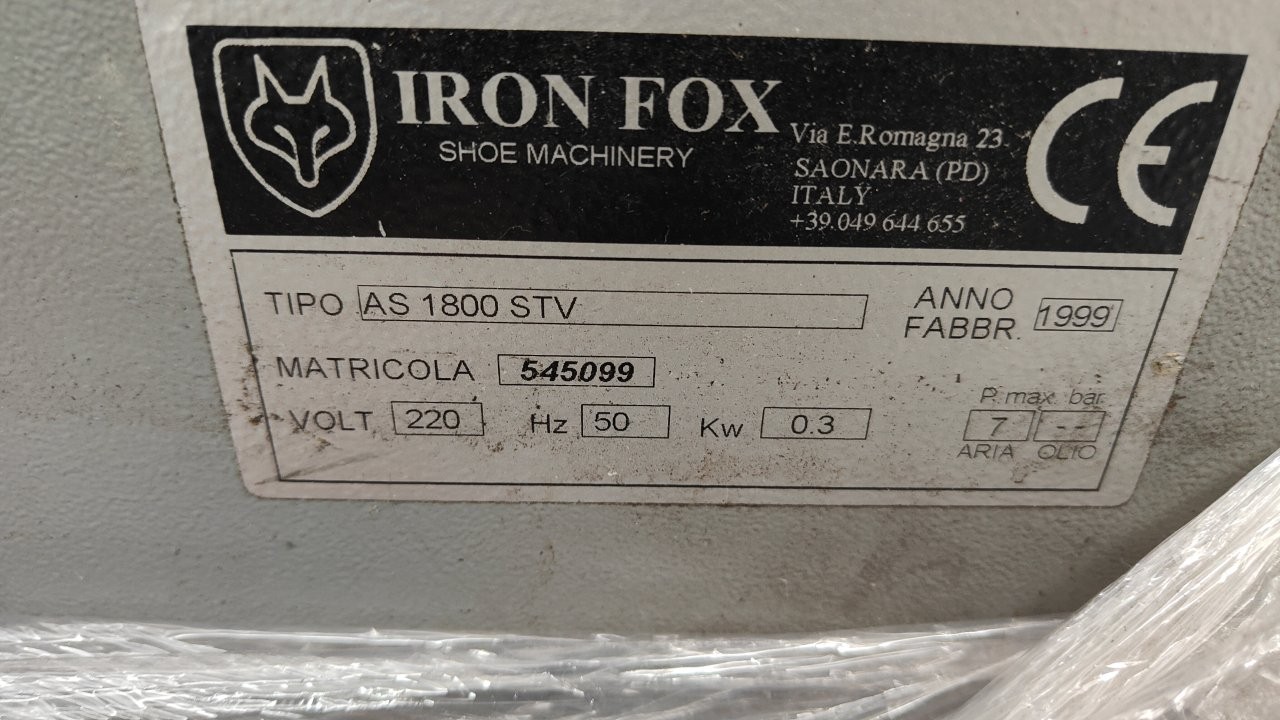 IRON FOX
SHOE MACHINERY
Via E.Romagna 23
SAONARA (PD)
ITALY
+39.049 644 655
CE
TIPO AS 1800 STV
ANNO FABBR. 1999
MATRICOLA 545099
VOLT 220 Hz 50 Kw 0.3
P. max. bar
7 --
ARIA OLIO